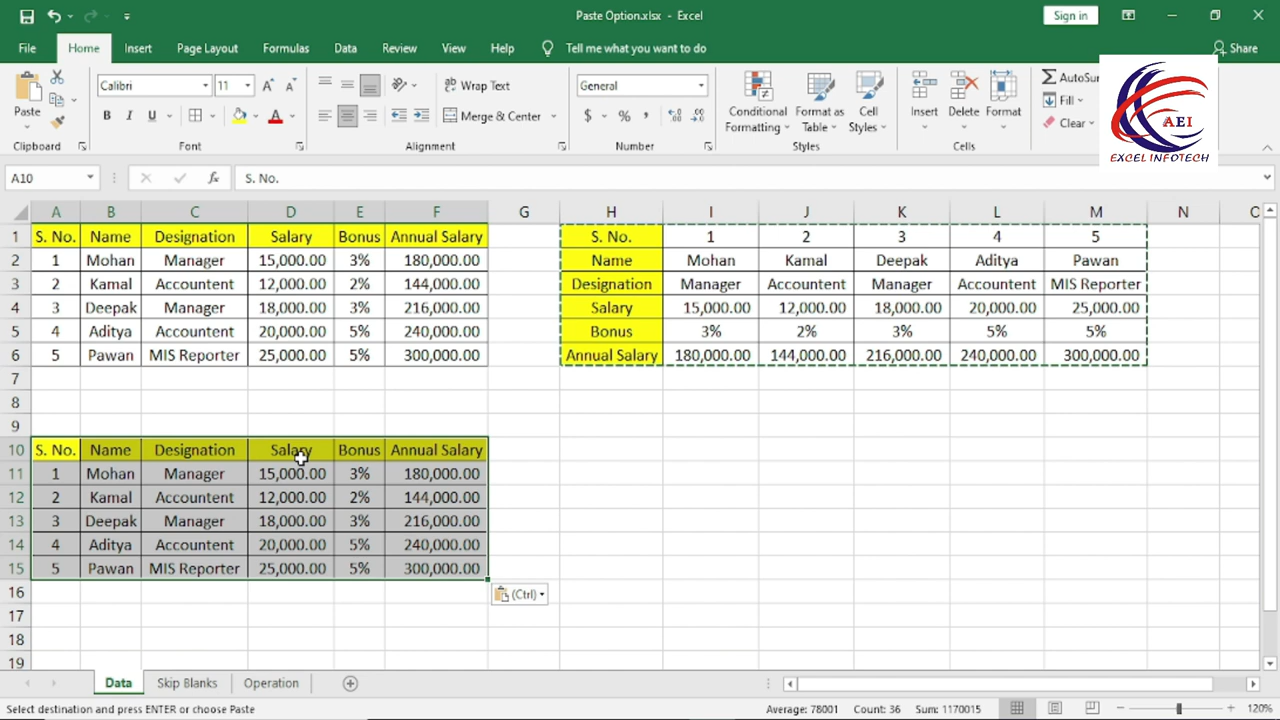 Paste Option.xlsx - Excel
Sign in
File Home Insert Page Layout Formulas Data Review View Help Tell me what you want to do Share
Paste
Calibri 11
B I U
Wrap Text
Merge & Center
General
$ % ,
Conditional Formatting
Format as Table
Cell Styles
Insert Delete Format
AutoSu
Fill
Clear
AEI
EXCEL INFOTECH
Clipboard Font Alignment Number Styles Cells
A10 fx S. No.
A B C D E F G H I J K L M N
1 S. No. Name Designation Salary Bonus Annual Salary S. No. 1 2 3 4 5
2 1 Mohan Manager 15,000.00 3% 180,000.00 Name Mohan Kamal Deepak Aditya Pawan
3 2 Kamal Accountent 12,000.00 2% 144,000.00 Designation Manager Accountent Manager Accountent MIS Reporter
4 3 Deepak Manager 18,000.00 3% 216,000.00 Salary 15,000.00 12,000.00 18,000.00 20,000.00 25,000.00
5 4 Aditya Accountent 20,000.00 5% 240,000.00 Bonus 3% 2% 3% 5% 5%
6 5 Pawan MIS Reporter 25,000.00 5% 300,000.00 Annual Salary 180,000.00 144,000.00 216,000.00 240,000.00 300,000.00
7
8
9
10 S. No. Name Designation Salary Bonus Annual Salary
11 1 Mohan Manager 15,000.00 3% 180,000.00
12 2 Kamal Accountent 12,000.00 2% 144,000.00
13 3 Deepak Manager 18,000.00 3% 216,000.00
14 4 Aditya Accountent 20,000.00 5% 240,000.00
15 5 Pawan MIS Reporter 25,000.00 5% 300,000.00
16 (Ctrl)
17
18
19
Data Skip Blanks Operation
Select destination and press ENTER or choose Paste Average: 78001 Count: 36 Sum: 1170015 120%